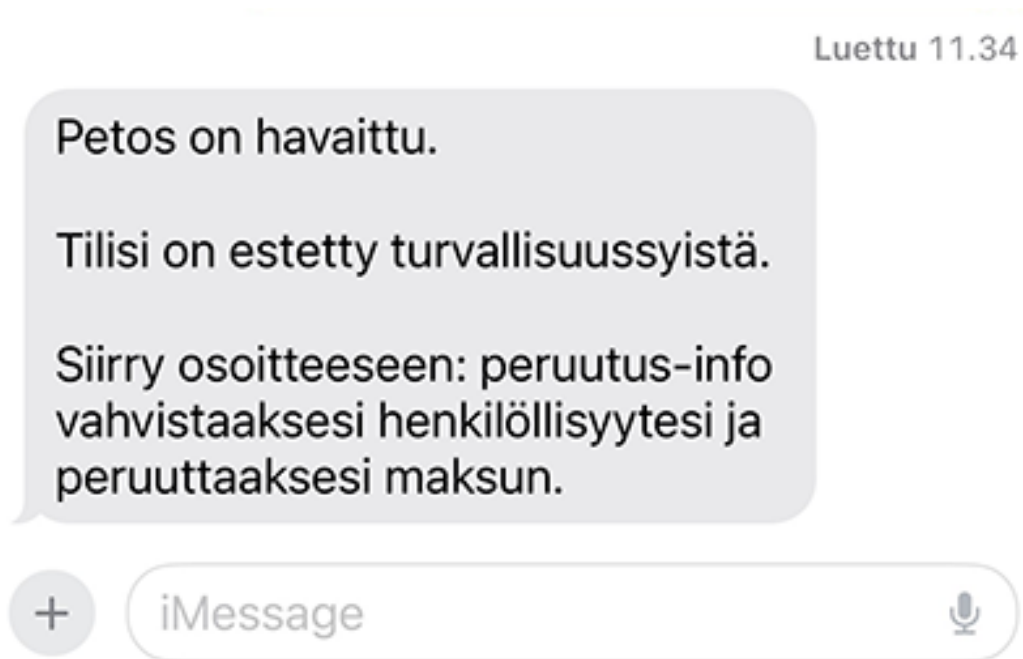 Luettu 11.34
Petos on havaittu.
Tilisi on estetty turvallisuussyistä.
Siirry osoitteeseen: peruutus-info
vahvistaaksesi henkilöllisyytesi ja
peruuttaaksesi maksun.
iMessage